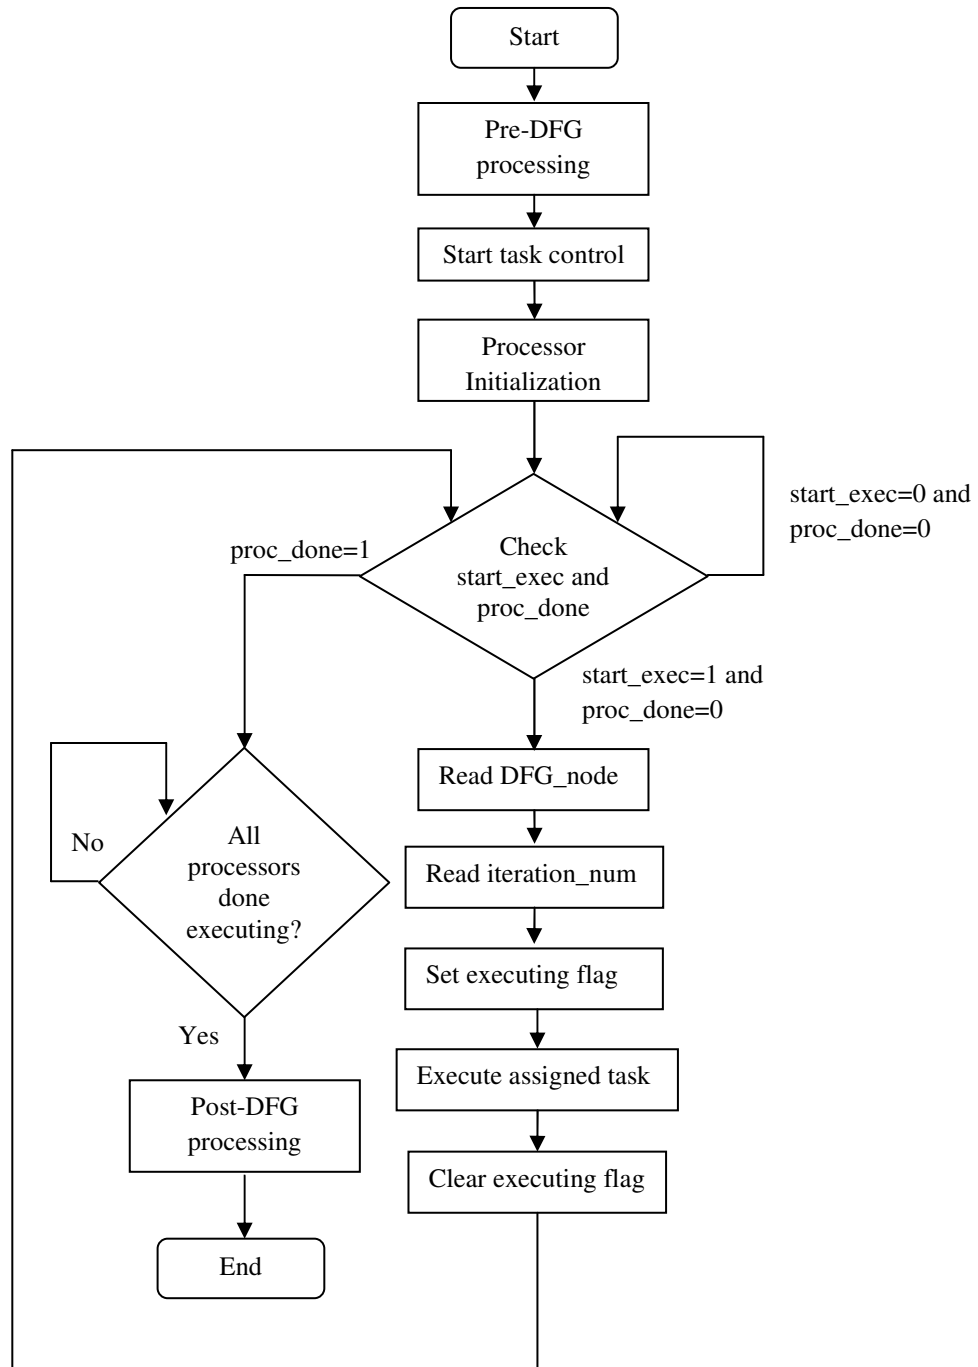 Start
Pre-DFG
processing
Start task control
Processor
Initialization
start_exec=0 and
proc_done=0
proc_done=1
Check
start_exec and
proc_done
start_exec=1 and
proc_done=0
Read DFG_node
No
All
processors
done
executing?
Read iteration_num
Set executing flag
Yes
Execute assigned task
Post-DFG
processing
Clear executing flag
End